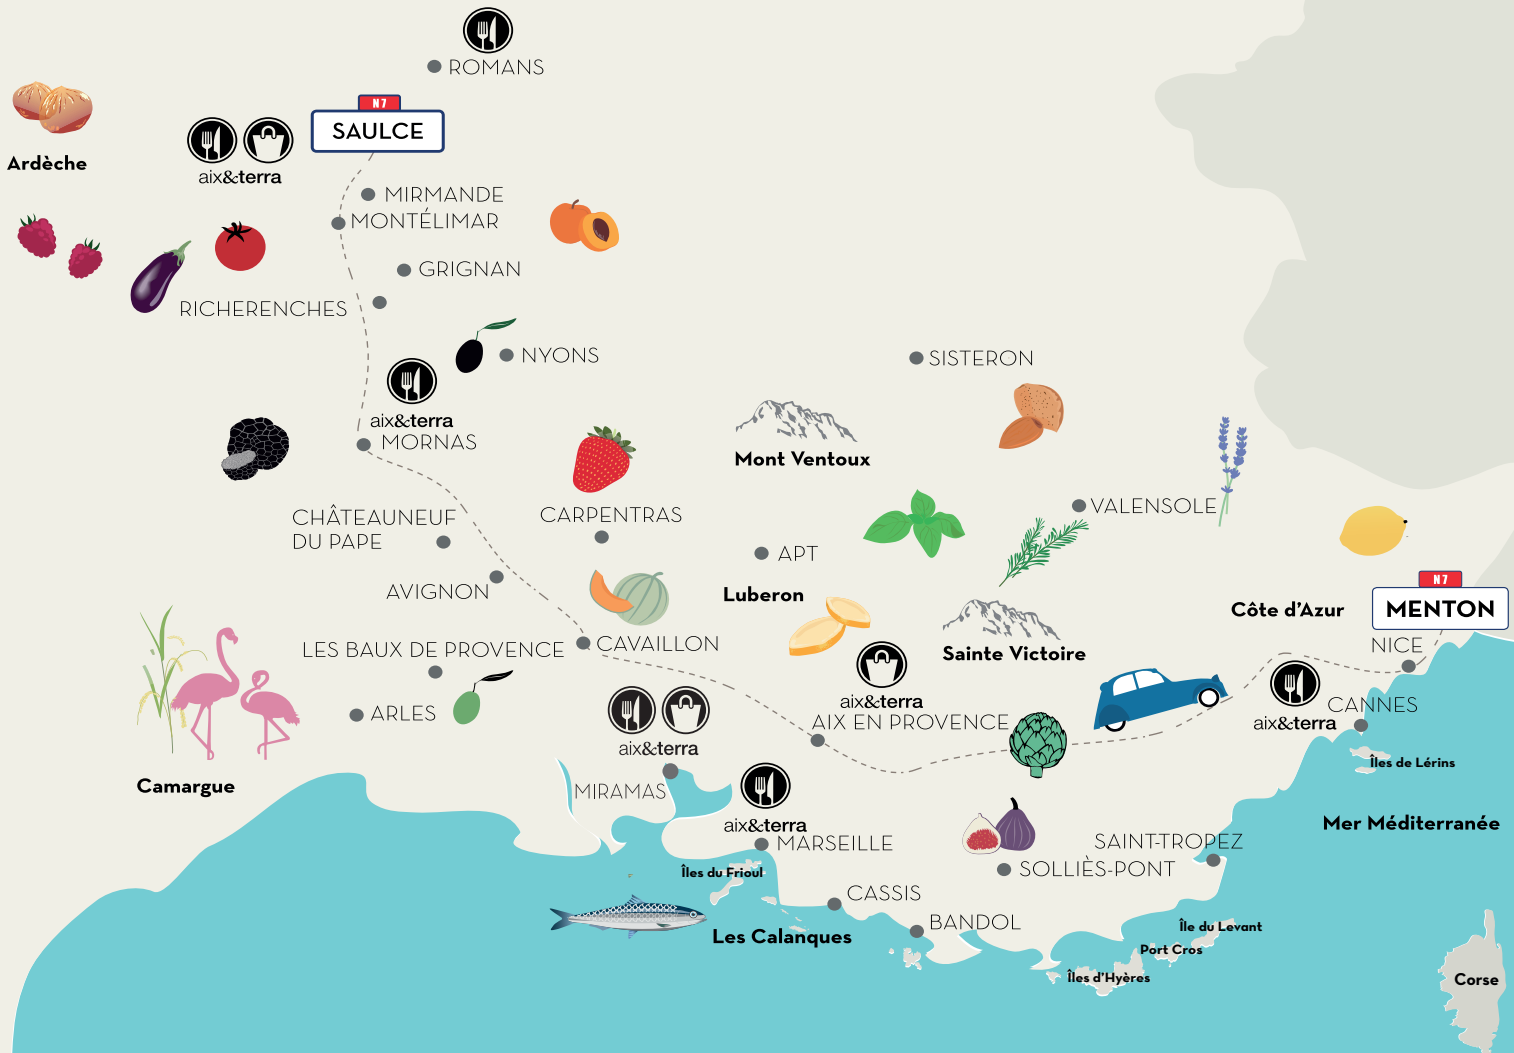 ROMANS
N7
SAULCE
Ardèche
aix&terra
MIRMANDE
MONTÉLIMAR
GRIGNAN
RICHERENCHES
NYONS
SISTERON
aix&terra
MORNAS
Mont Ventoux
VALENSOLE
CHÂTEAUNEUF
DU PAPE
CARPENTRAS
APT
AVIGNON
Luberon
N7
MENTON
Côte d'Azur
NICE
LES BAUX DE PROVENCE
CAVAILLON
Sainte Victoire
ARLES
aix&terra
AIX EN PROVENCE
aix&terra
CANNES
aix&terra
Îles de Lérins
Camargue
MIRAMAS
aix&terra
MARSEILLE
Mer Méditerranée
SAINT-TROPEZ
SOLLIÈS-PONT
Îles du Frioul
CASSIS
BANDOL
Les Calanques
Île du Levant
Port Cros
Îles d'Hyères
Corse